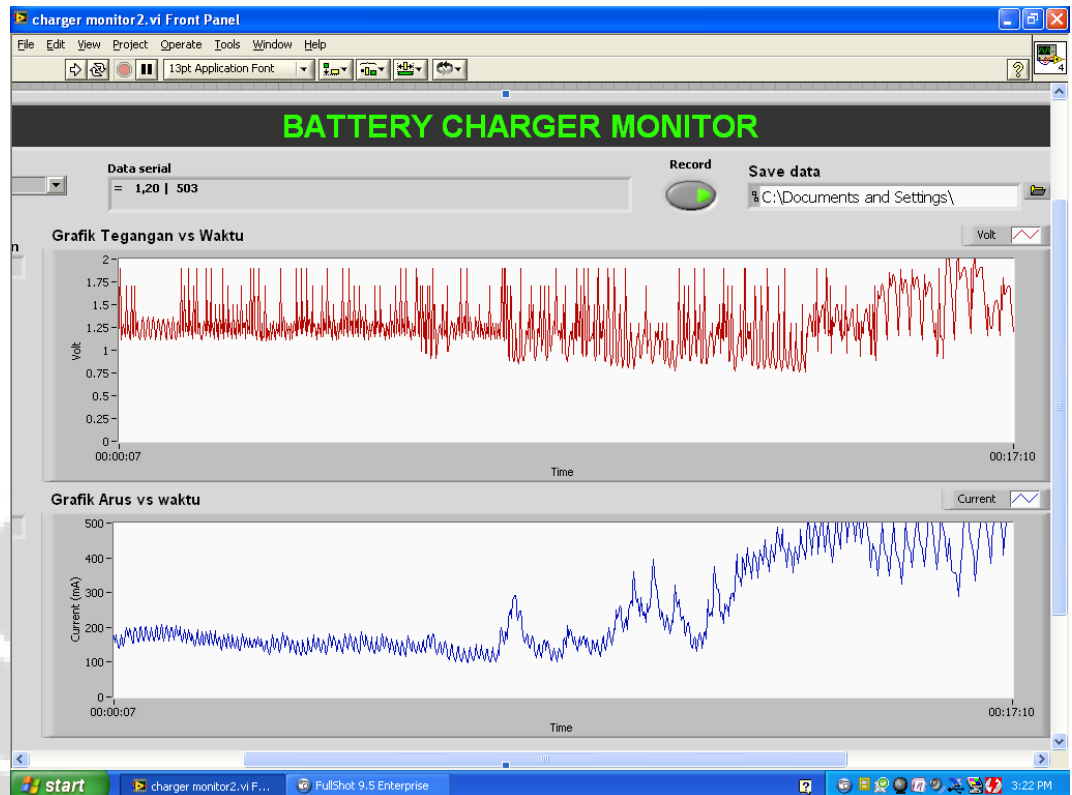 charger monitor2.vi Front Panel
File Edit View Project Operate Tools Window Help
13pt Application Font
?
4
BATTERY CHARGER MONITOR
Data serial
= 1,20 | 503
Record
Save data
C:\Documents and Settings\
n
Grafik Tegangan vs Waktu
Volt
2
1.75
1.5
1.25
1
0.75
0.5
0.25
0
Volt
00:00:07
00:17:10
Time
Grafik Arus vs waktu
Current
500
400
300
200
100
0
Current (mA)
00:00:07
00:17:10
Time
start
charger monitor2.vi F...
FullShot 9.5 Enterprise
?
3:22 PM